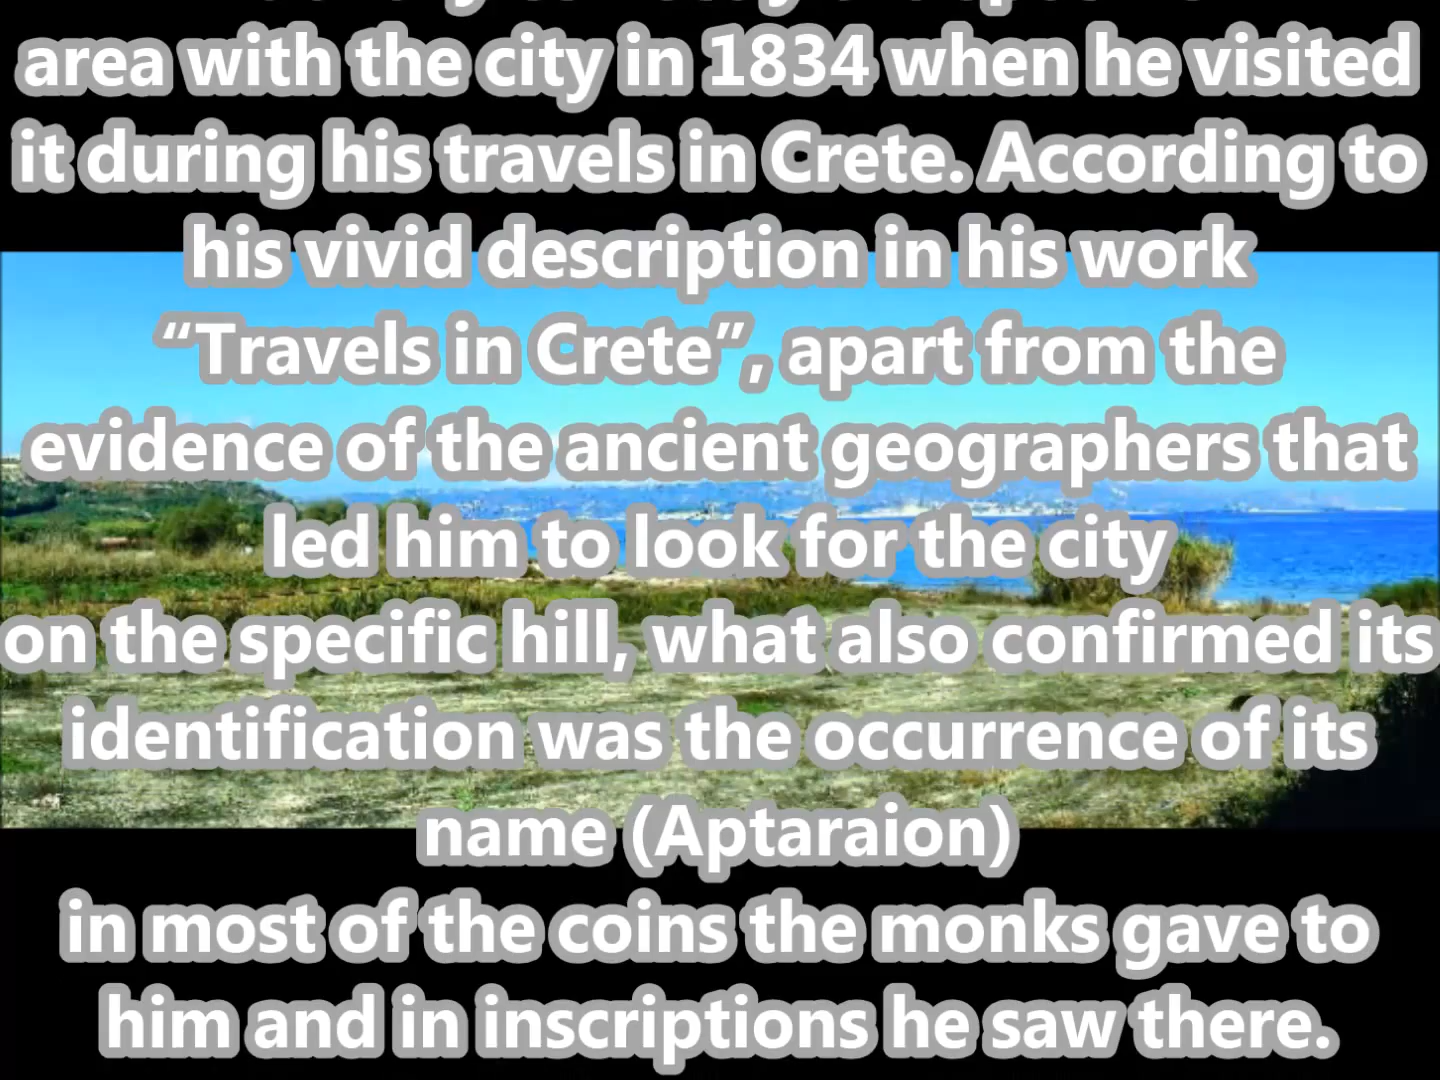 area with the city in 1834 when he visited
it during his travels in Crete. According to
his vivid description in his work
“Travels in Crete”, apart from the
evidence of the ancient geographers that
led him to look for the city
on the specific hill, what also confirmed its
identification was the occurrence of its
name (Aptaraion)
in most of the coins the monks gave to
him and in inscriptions he saw there.